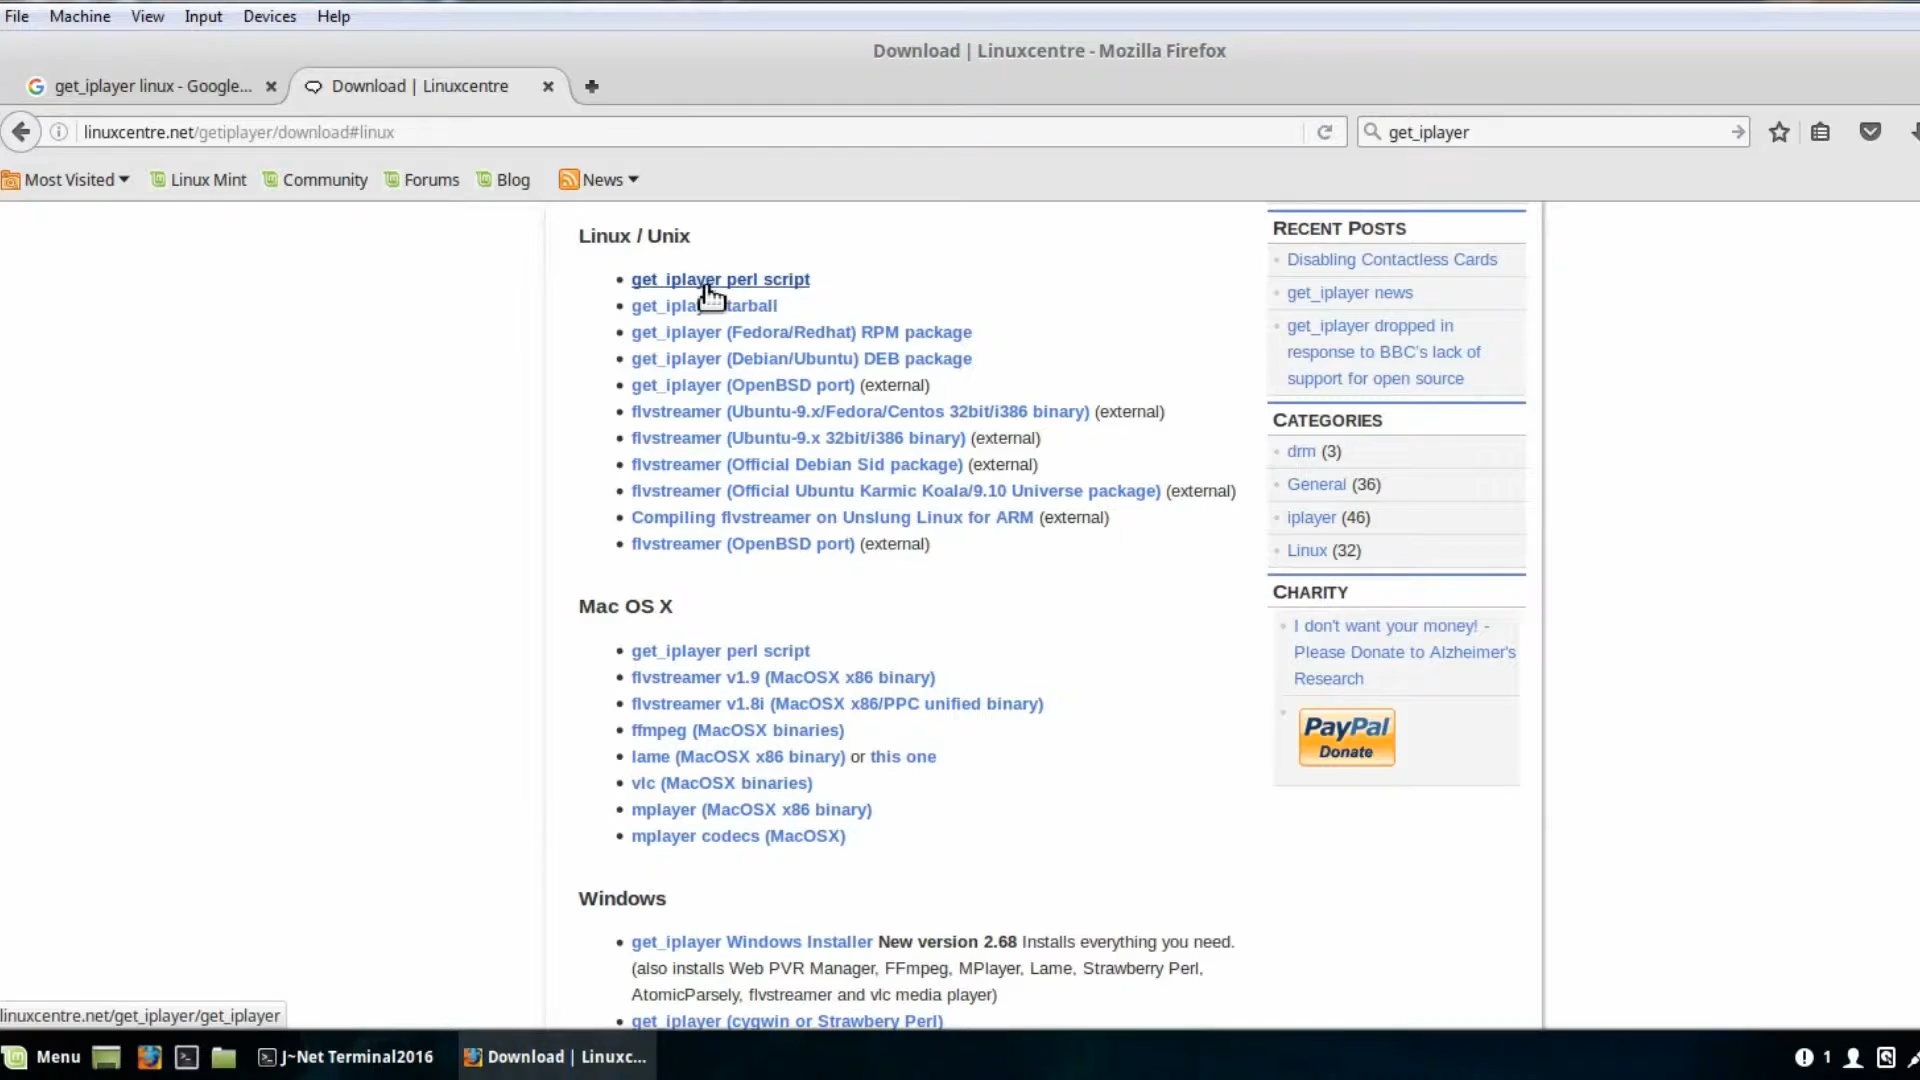 File Machine View Input Devices Help
Download | Linuxcentre - Mozilla Firefox
get_iplayer linux - Google...
Download | Linuxcentre
linuxcentre.net/getiplayer/download#linux
get_iplayer
Most Visited Linux Mint Community Forums Blog News
Linux / Unix
get_iplayer perl script
get_iplayer tarball
get_iplayer (Fedora/Redhat) RPM package
get_iplayer (Debian/Ubuntu) DEB package
get_iplayer (OpenBSD port) (external)
flvstreamer (Ubuntu-9.x/Fedora/Centos 32bit/i386 binary) (external)
flvstreamer (Ubuntu-9.x 32bit/i386 binary) (external)
flvstreamer (Official Debian Sid package) (external)
flvstreamer (Official Ubuntu Karmic Koala/9.10 Universe package) (external)
Compiling flvstreamer on Unslung Linux for ARM (external)
flvstreamer (OpenBSD port) (external)
Mac OS X
get_iplayer perl script
flvstreamer v1.9 (MacOSX x86 binary)
flvstreamer v1.8i (MacOSX x86/PPC unified binary)
ffmpeg (MacOSX binaries)
lame (MacOSX x86 binary) or this one
vlc (MacOSX binaries)
mplayer (MacOSX x86 binary)
mplayer codecs (MacOSX)
Windows
get_iplayer Windows Installer New version 2.68 Installs everything you need.
(also installs Web PVR Manager, FFmpeg, MPlayer, Lame, Strawberry Perl,
AtomicParsely, flvstreamer and vlc media player)
get_iplayer (cygwin or Strawbery Perl)
RECENT POSTS
Disabling Contactless Cards
get_iplayer news
get_iplayer dropped in
response to BBC's lack of
support for open source
CATEGORIES
drm (3)
General (36)
iplayer (46)
Linux (32)
CHARITY
I don't want your money! -
Please Donate to Alzheimer's
Research
PayPal
Donate
linuxcentre.net/get_iplayer/get_iplayer
Menu J~Net Terminal2016 Download | Linuxc... 1